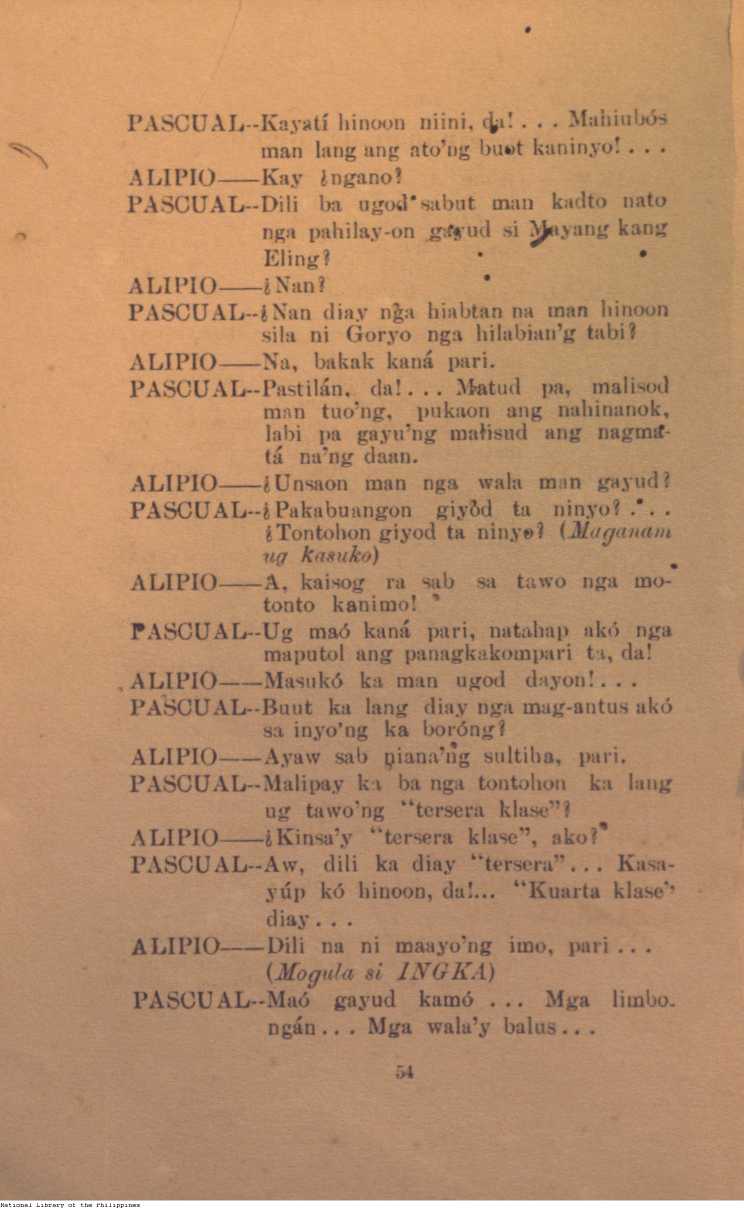 PASCUAL--Kayatí hinoon niini, da! . . . Mahiubós
man lang ang ato'ng buut kaninyo! . . .
ALIPIO——Kay ¿ngano?
PASCUAL--Dili ba ugod sabut man kadto nato
nga pahilay-on gayud si Mayang kang
Eling?
ALIPIO——¿Nan?
PASCUAL--¿Nan diay nga hiabtan na man hinoon
sila ni Goryo nga hilabian'g tabi?
ALIPIO——Na, bakak kaná pari.
PASCUAL--Pastilán, da!. . . Matud pa, malisod
man tuo'ng, pukaon ang nahinanok,
labi pa gayu'ng malisud ang nagma-
tá na'ng daan.
ALIPIO——¿Unsaon man nga wala man gayud?
PASCUAL--¿Pakabuangon giyod ta ninyo? . . .
¿Tontohon giyod ta ninyo? (Maganam
ug kasuko)
ALIPIO——A, kaisog ra sab sa tawo nga mo-
tonto kanimo!
PASCUAL--Ug maó kaná pari, natahap akó nga
maputol ang panagkakompari ta, da!
ALIPIO——Masukó ka man ugod dayon!. . .
PASCUAL--Buut ka lang diay nga mag-antus akó
sa inyo'ng ka boróng?
ALIPIO——Ayaw sab niana'ng sultiha, pari.
PASCUAL--Malipay ka ba nga tontohon ka lang
ug tawo'ng "tersera klase"?
ALIPIO——¿Kinsa'y "tersera klase", ako?
PASCUAL--Aw, dili ka diay "tersera". . . Kasa-
yúp kó hinoon, da!... "Kuarta klase"
diay . . .
ALIPIO——Dili na ni maayo'ng imo, pari . . .
(Mogula si INGKA)
PASCUAL--Maó gayud kamó . . . Mga limbo-
ngán . . . Mga wala'y balus . . .
54
National Library of the Philippines